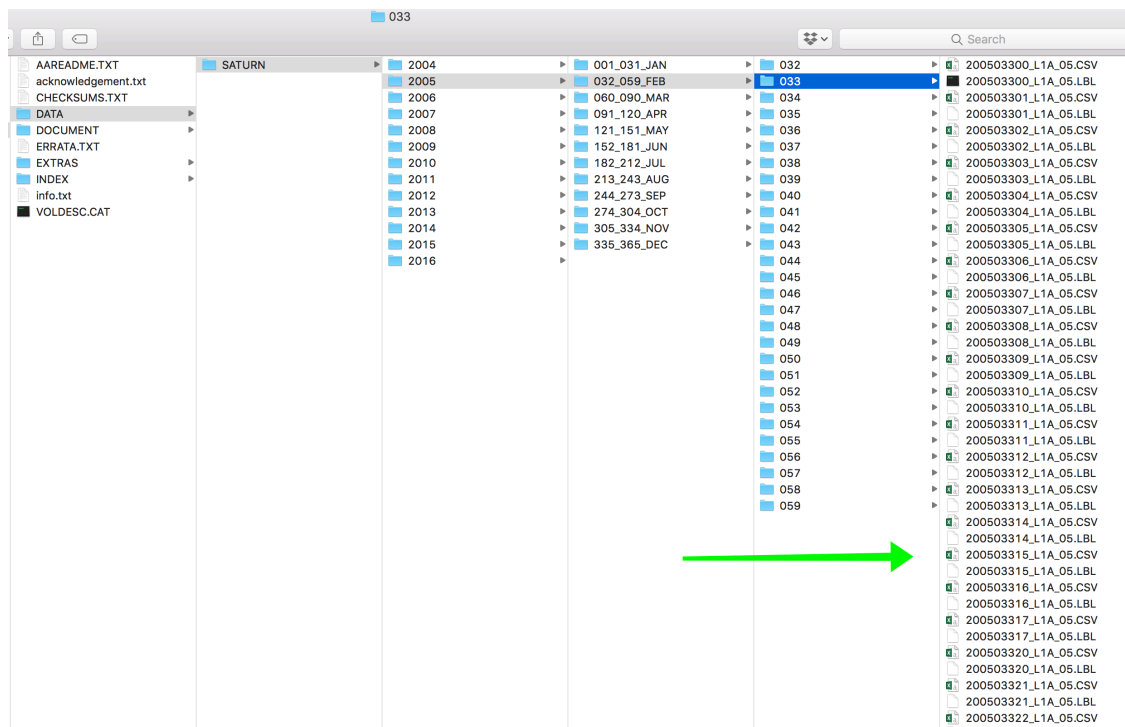 033
Search
AAREADME.TXT
acknowledgement.txt
CHECKSUMS.TXT
DATA
DOCUMENT
ERRATA.TXT
EXTRAS
INDEX
info.txt
VOLDESC.CAT
SATURN
2004
2005
2006
2007
2008
2009
2010
2011
2012
2013
2014
2015
2016
001_031_JAN
032_059_FEB
060_090_MAR
091_120_APR
121_151_MAY
152_181_JUN
182_212_JUL
213_243_AUG
244_273_SEP
274_304_OCT
305_334_NOV
335_365_DEC
032
033
034
035
036
037
038
039
040
041
042
043
044
045
046
047
048
049
050
051
052
053
054
055
056
057
058
059
200503300_L1A_05.CSV
200503300_L1A_05.LBL
200503301_L1A_05.CSV
200503301_L1A_05.LBL
200503302_L1A_05.CSV
200503302_L1A_05.LBL
200503303_L1A_05.CSV
200503303_L1A_05.LBL
200503304_L1A_05.CSV
200503304_L1A_05.LBL
200503305_L1A_05.CSV
200503305_L1A_05.LBL
200503306_L1A_05.CSV
200503306_L1A_05.LBL
200503307_L1A_05.CSV
200503307_L1A_05.LBL
200503308_L1A_05.CSV
200503308_L1A_05.LBL
200503309_L1A_05.CSV
200503309_L1A_05.LBL
200503310_L1A_05.CSV
200503310_L1A_05.LBL
200503311_L1A_05.CSV
200503311_L1A_05.LBL
200503312_L1A_05.CSV
200503312_L1A_05.LBL
200503313_L1A_05.CSV
200503313_L1A_05.LBL
200503314_L1A_05.CSV
200503314_L1A_05.LBL
200503315_L1A_05.CSV
200503315_L1A_05.LBL
200503316_L1A_05.CSV
200503316_L1A_05.LBL
200503317_L1A_05.CSV
200503317_L1A_05.LBL
200503320_L1A_05.CSV
200503320_L1A_05.LBL
200503321_L1A_05.CSV
200503321_L1A_05.LBL
200503322_L1A_05.CSV